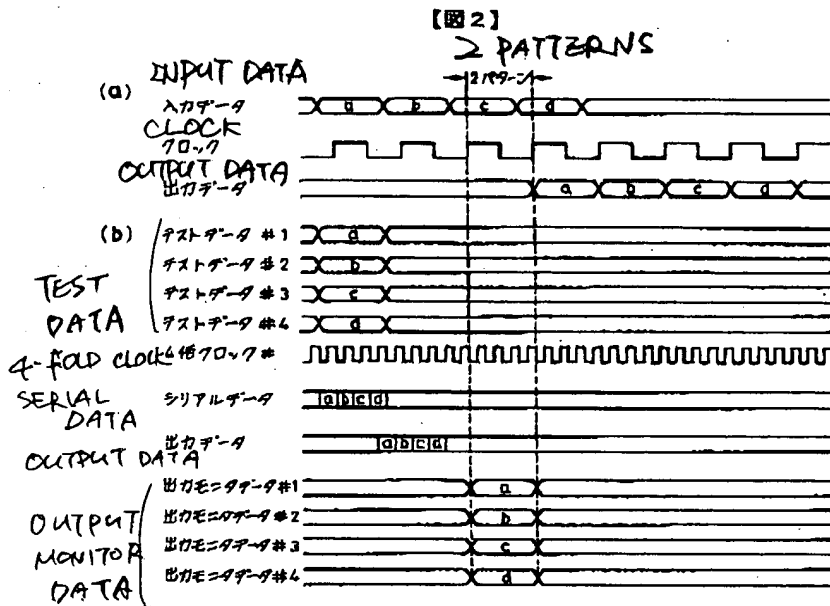 【図2】
2 PATTERNS
INPUT DATA
2パターン
(a)
入力データ
a b c d
CLOCK
クロック
OUTPUT DATA
出力データ
a b c d
(b)
テストデータ #1
a
テストデータ #2
b
TEST
テストデータ #3
c
DATA
テストデータ #4
d
4-FOLD CLOCK 倍クロック
SERIAL
シリアルデータ
a b c d
DATA
出力データ
a b c d
OUTPUT DATA
出力モニタデータ#1
a
OUTPUT
出力モニタデータ#2
b
MONITOR
出力モニタデータ#3
c
DATA
出力モニタデータ#4
d